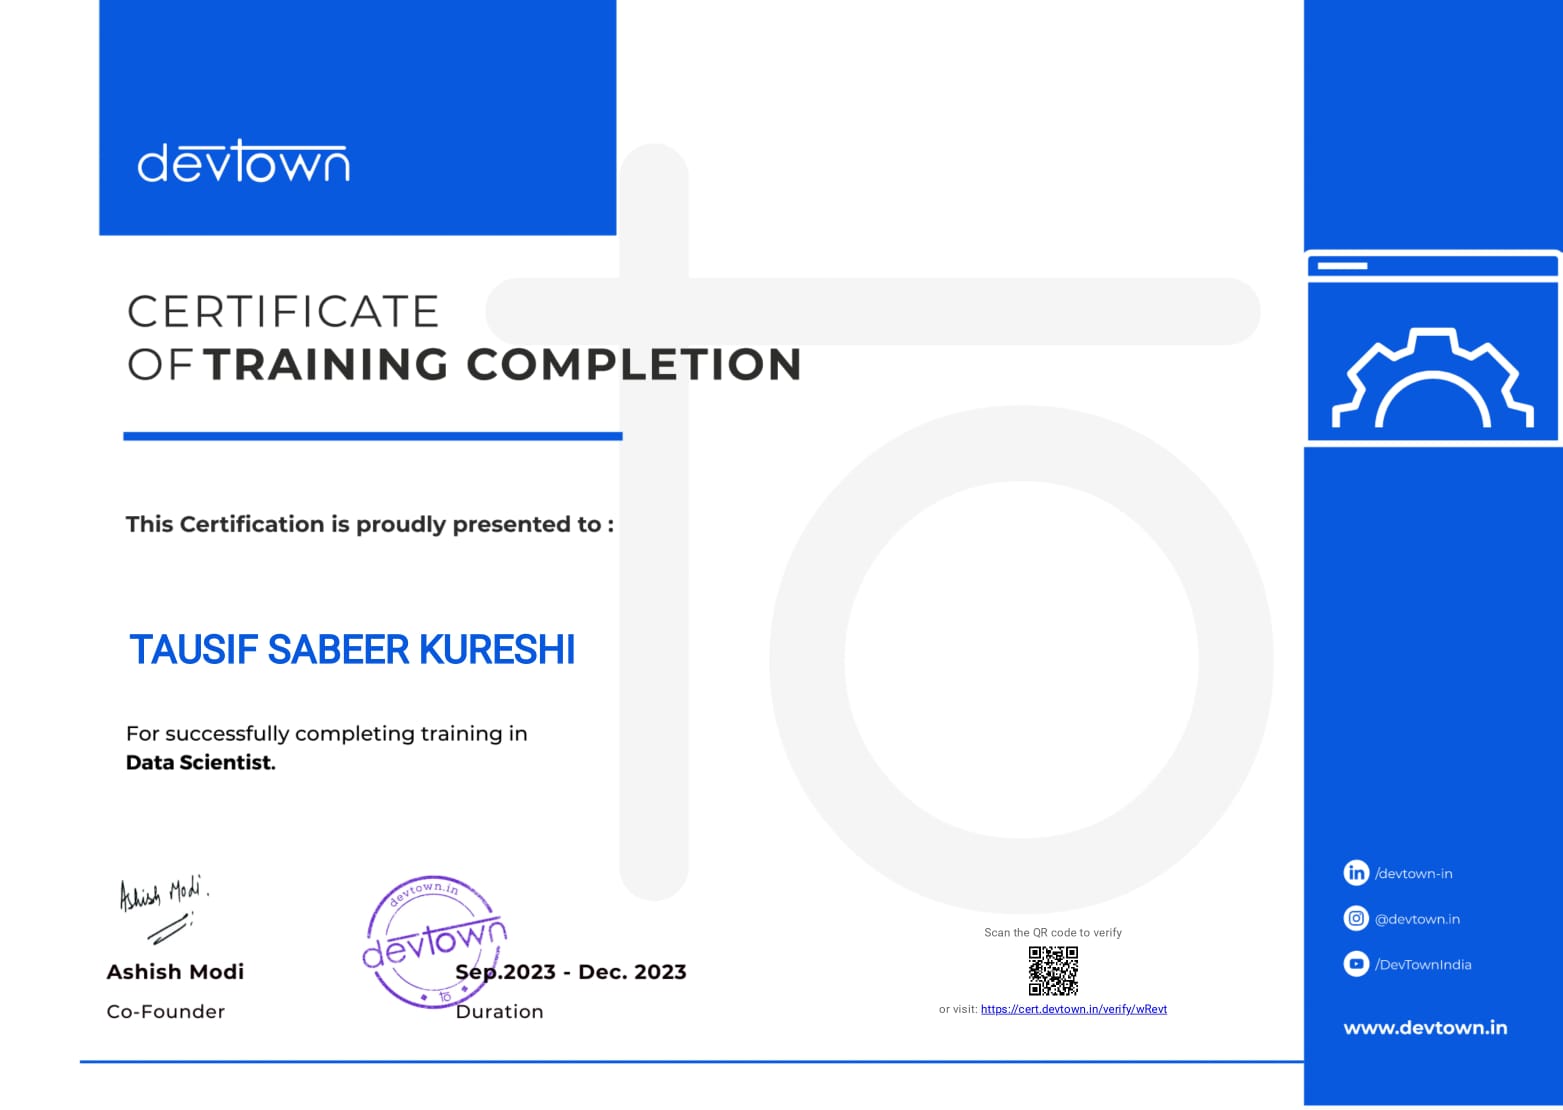 devtown
CERTIFICATE
OF TRAINING COMPLETION
This Certification is proudly presented to :
TAUSIF SABEER KURESHI
For successfully completing training in
Data Scientist.
Ashish Modi.
Ashish Modi
Co-Founder
devtown.in
devtown
to
Sep.2023 - Dec. 2023
Duration
Scan the QR code to verify
or visit: https://cert.devtown.in/verify/wRevt
in /devtown-in
@devtown.in
/DevTownIndia
www.devtown.in